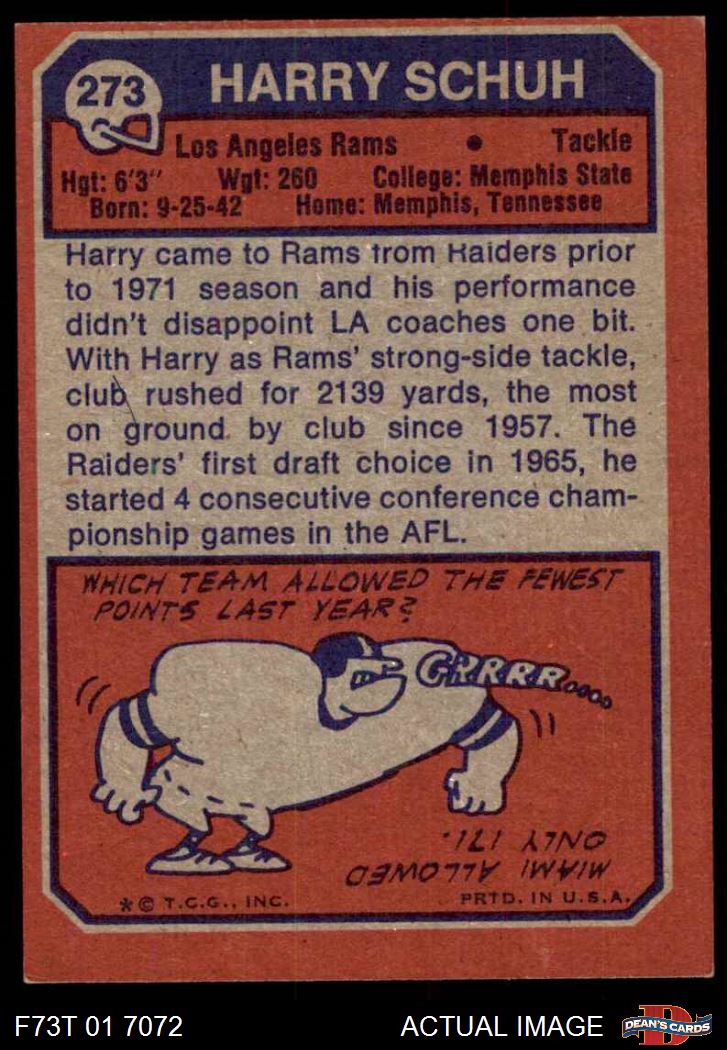 273
HARRY SCHUH
Los Angeles Rams • Tackle
Hgt: 6'3" Wgt: 260 College: Memphis State
Born: 9-25-42 Home: Memphis, Tennessee
Harry came to Rams from Raiders prior
to 1971 season and his performance
didn't disappoint LA coaches one bit.
With Harry as Rams' strong-side tackle,
club rushed for 2139 yards, the most
on ground by club since 1957. The
Raiders' first draft choice in 1965, he
started 4 consecutive conference cham-
pionship games in the AFL.
WHICH TEAM ALLOWED THE FEWEST
POINTS LAST YEAR?
GRRRR....
MIAMI ALLOWED
ONLY 171.
*© T.C.G., INC. PRTD. IN U.S.A.
F73T 01 7072 ACTUAL IMAGE
D
DEAN'S CARDS